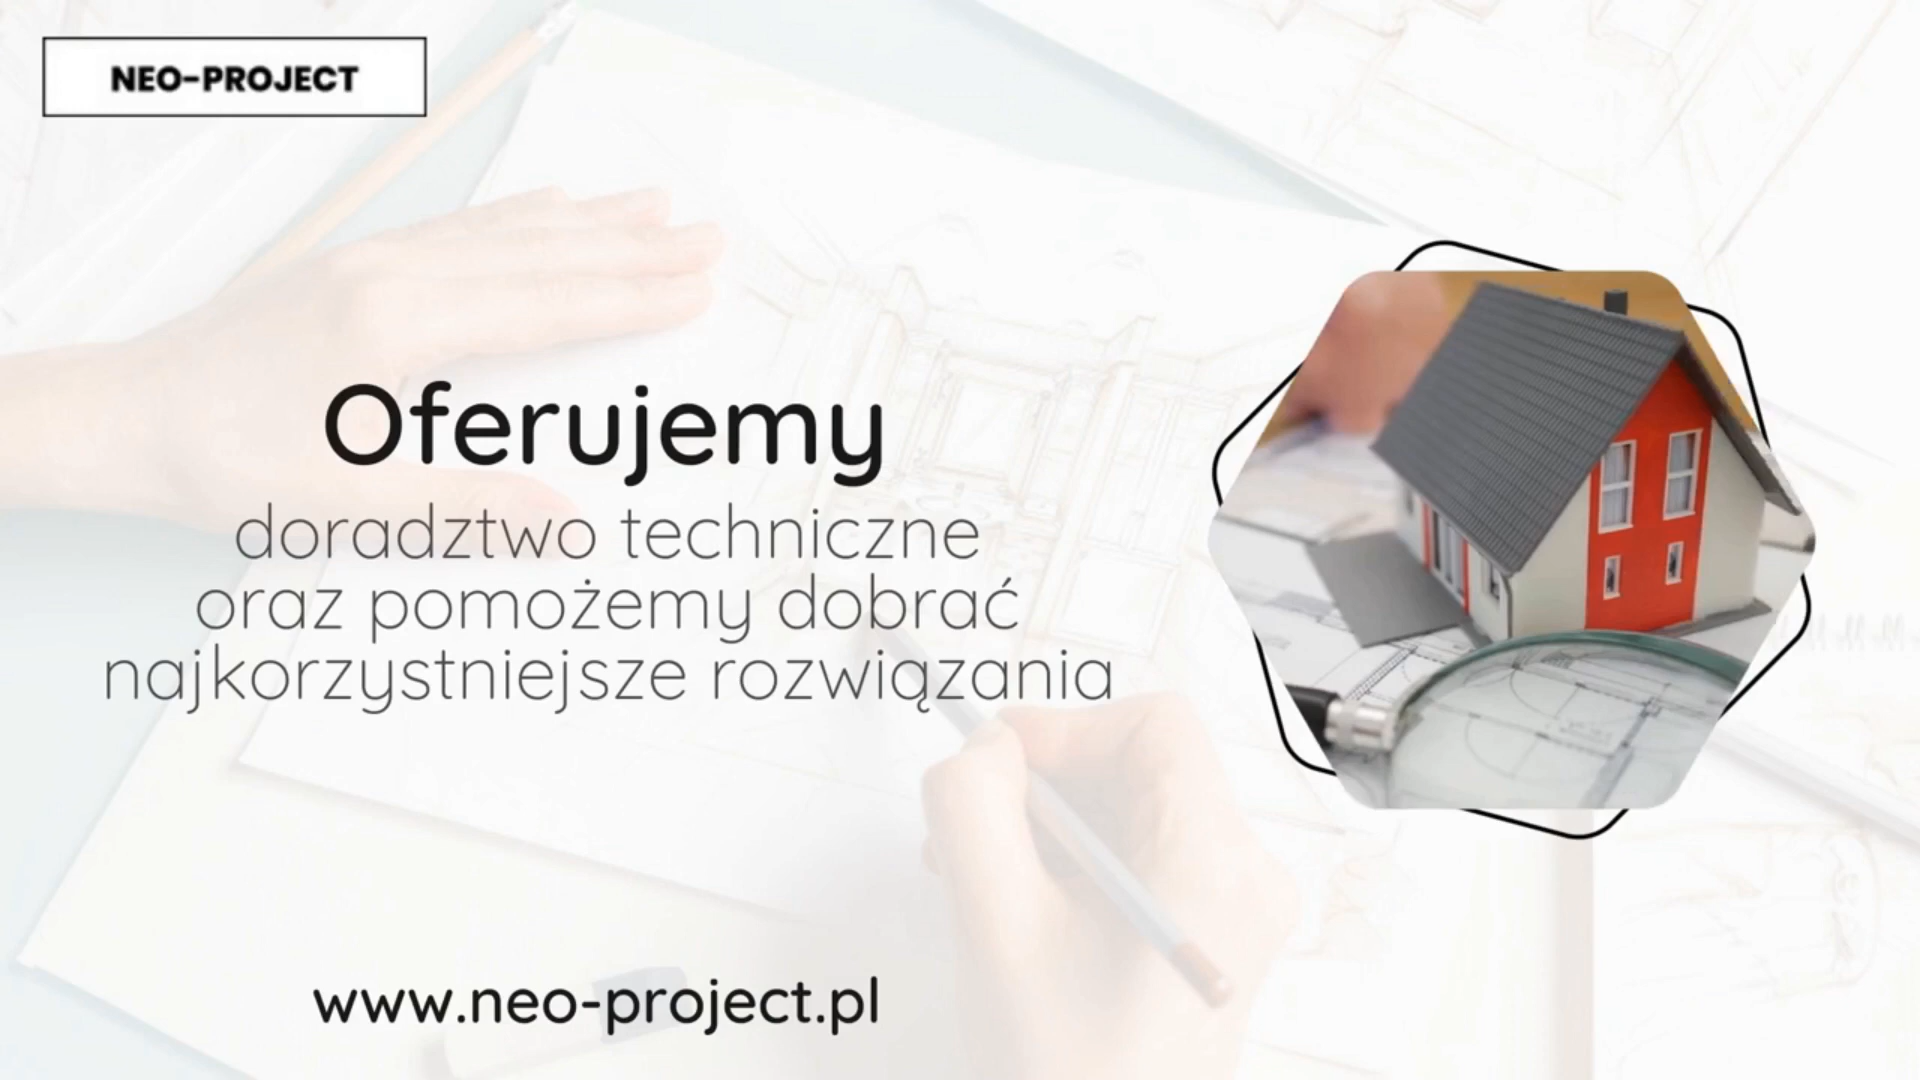 NEO-PROJECT
Oferujemy
doradztwo techniczne
oraz pomożemy dobrać
najkorzystniejsze rozwiązania
www.neo-project.pl